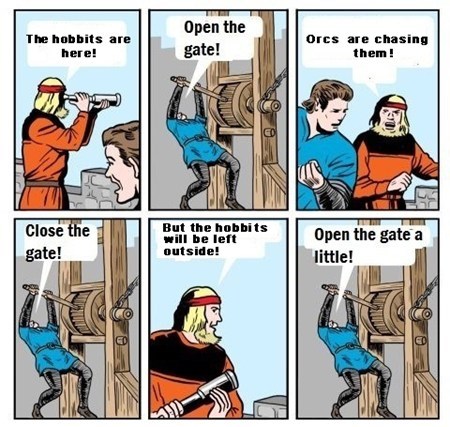 The hobbits are
here!
Open the
gate!
Orcs are chasing
them!
Close the
gate!
But the hobbits
will be left
outside!
Open the gate a
little!